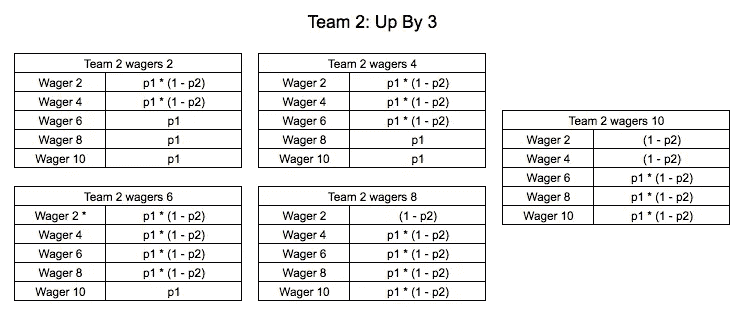 Team 2: Up By 3
Team 2 wagers 2
Wager 2 p1 * (1 - p2)
Wager 4 p1 * (1 - p2)
Wager 6 p1
Wager 8 p1
Wager 10 p1
Team 2 wagers 4
Wager 2 p1 * (1 - p2)
Wager 4 p1 * (1 - p2)
Wager 6 p1 * (1 - p2)
Wager 8 p1
Wager 10 p1
Team 2 wagers 6
Wager 2 * p1 * (1 - p2)
Wager 4 p1 * (1 - p2)
Wager 6 p1 * (1 - p2)
Wager 8 p1 * (1 - p2)
Wager 10 p1
Team 2 wagers 8
Wager 2 (1 - p2)
Wager 4 p1 * (1 - p2)
Wager 6 p1 * (1 - p2)
Wager 8 p1 * (1 - p2)
Wager 10 p1 * (1 - p2)
Team 2 wagers 10
Wager 2 (1 - p2)
Wager 4 (1 - p2)
Wager 6 p1 * (1 - p2)
Wager 8 p1 * (1 - p2)
Wager 10 p1 * (1 - p2)